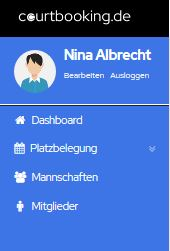 courtbooking.de
Nina Albrecht
Bearbeiten Ausloggen
Dashboard
Platzbelegung
Mannschaften
Mitglieder